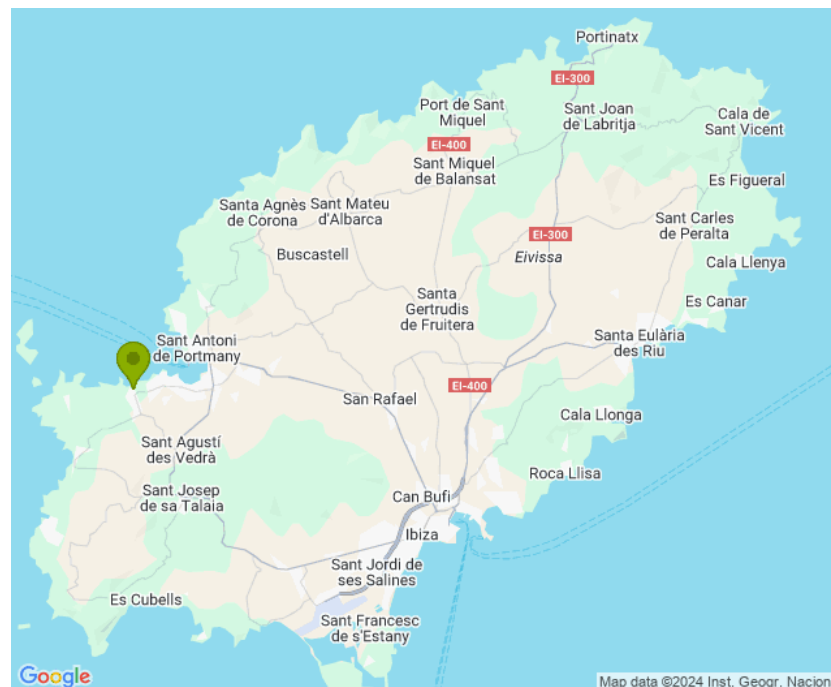 Portinatx
EI-300
Port de Sant
Miquel
Sant Joan
de Labritja
Cala de
Sant Vicent
EI-400
Sant Miquel
de Balansat
Es Figueral
Santa Agnès
de Corona
Sant Mateu
d'Albarca
Sant Carles
de Peralta
EI-300
Buscastell
Eivissa
Cala Llenya
Santa
Gertrudis
de Fruitera
Es Canar
Sant Antoni
de Portmany
Santa Eulària
des Riu
EI-400
San Rafael
Cala Llonga
Sant Agustí
des Vedrà
Roca Llisa
Sant Josep
de sa Talaia
Can Bufi
Ibiza
Sant Jordi de
ses Salines
Es Cubells
Sant Francesc
de s'Estany
Google
Map data ©2024 Inst. Geogr. Nacion